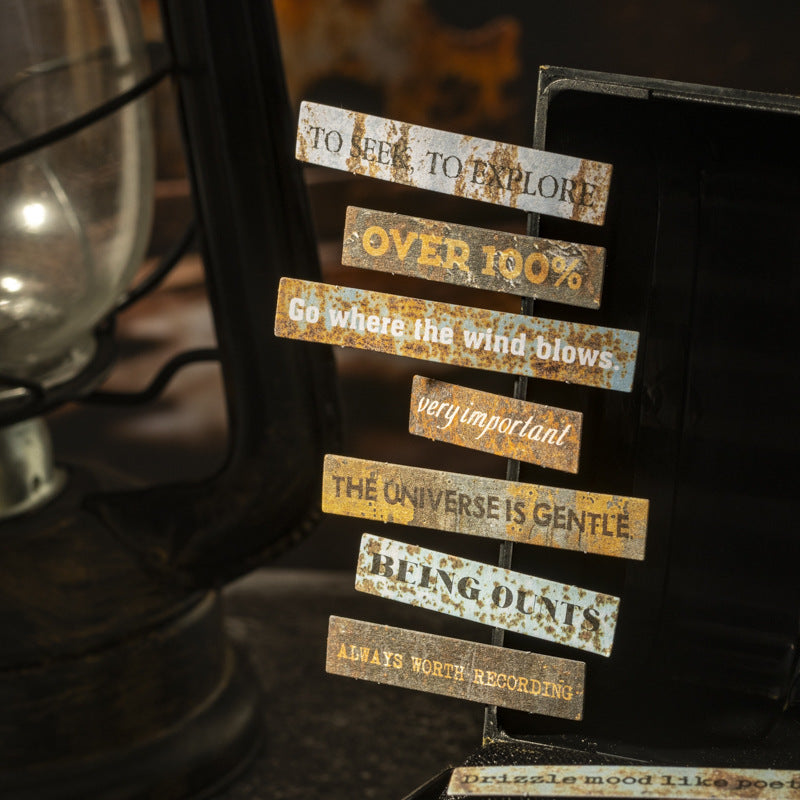 TO SEEK, TO EXPLORE
OVER 100%
Go where the wind blows.
very important
THE UNIVERSE IS GENTLE.
BEING OUNTS
ALWAYS WORTH RECORDING
Drizzle mood like poet